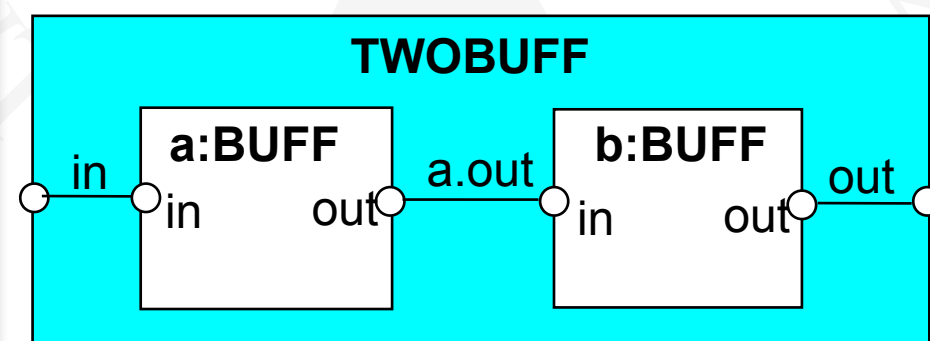 TWOBUFF
a:BUFF b:BUFF
in a.out out
in out in out